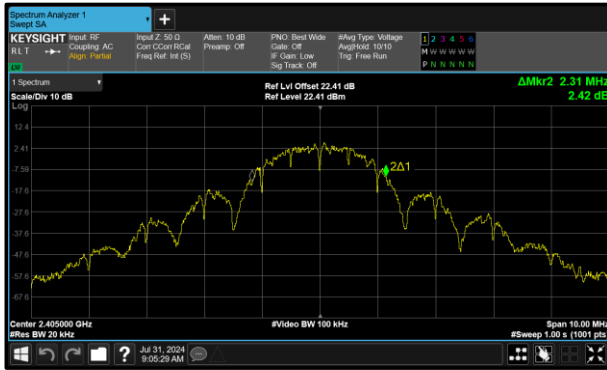 Spectrum Analyzer 1
Swept SA
KEYSIGHT
RLT
Input: RF
Coupling: AC
Align: Partial
Input Z: 50 Ω
Corr CCorr RCal
Freq Ref: Int (S)
Atten: 10 dB
Preamp: Off
PNO: Best Wide
Gate: Off
IF Gain: Low
Sig Track: Off
#Avg Type: Voltage
Avg|Hold: 10/10
Trig: Free Run
1 2 3 4 5 6
M W W W W W
P N N N N N
1 Spectrum
Scale/Div 10 dB
Ref Lvl Offset 22.41 dB
Ref Level 22.41 dBm
ΔMkr2 2.31 MHz
2.42 dB
Log
12.4
2.41
-7.59
-17.6
-27.6
-37.6
-47.6
-57.6
-67.6
2Δ1
Center 2.405000 GHz
#Res BW 20 kHz
#Video BW 100 kHz
Span 10.00 MHz
#Sweep 1.00 s (1001 pts)
?
Jul 31, 2024
9:05:29 AM